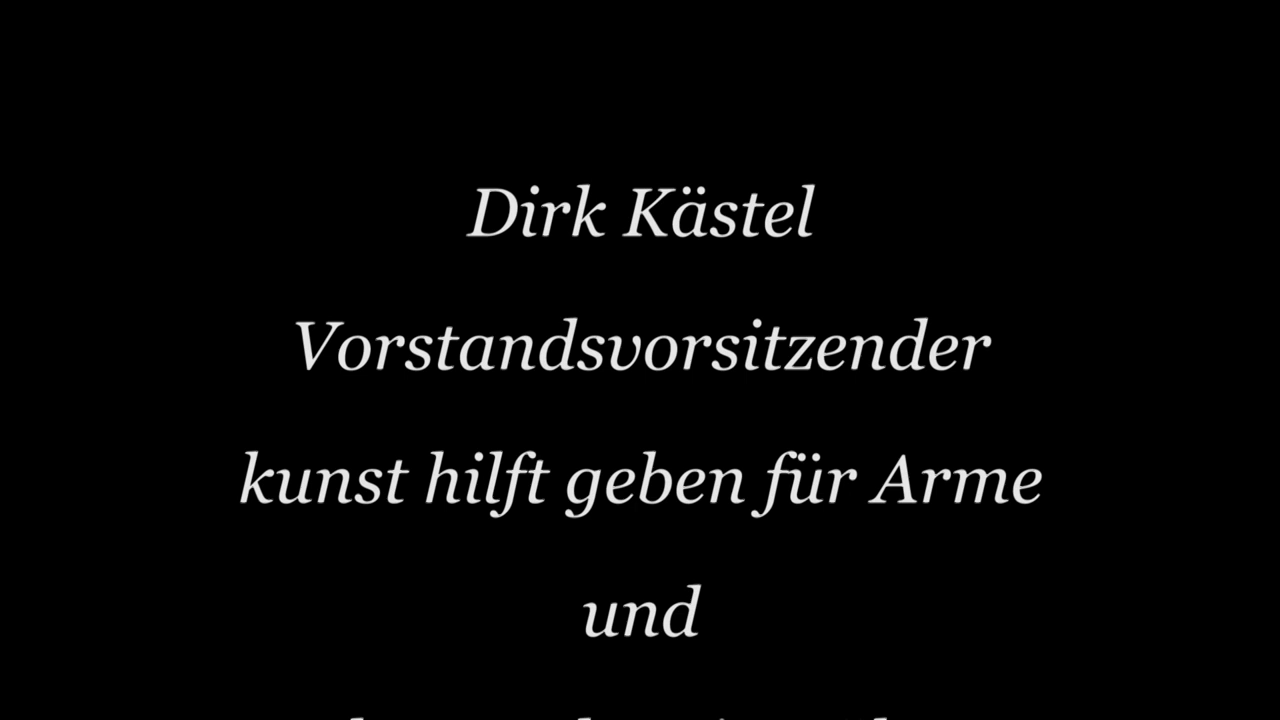 Dirk Kästel
Vorstandsvorsitzender
kunst hilft geben für Arme
und